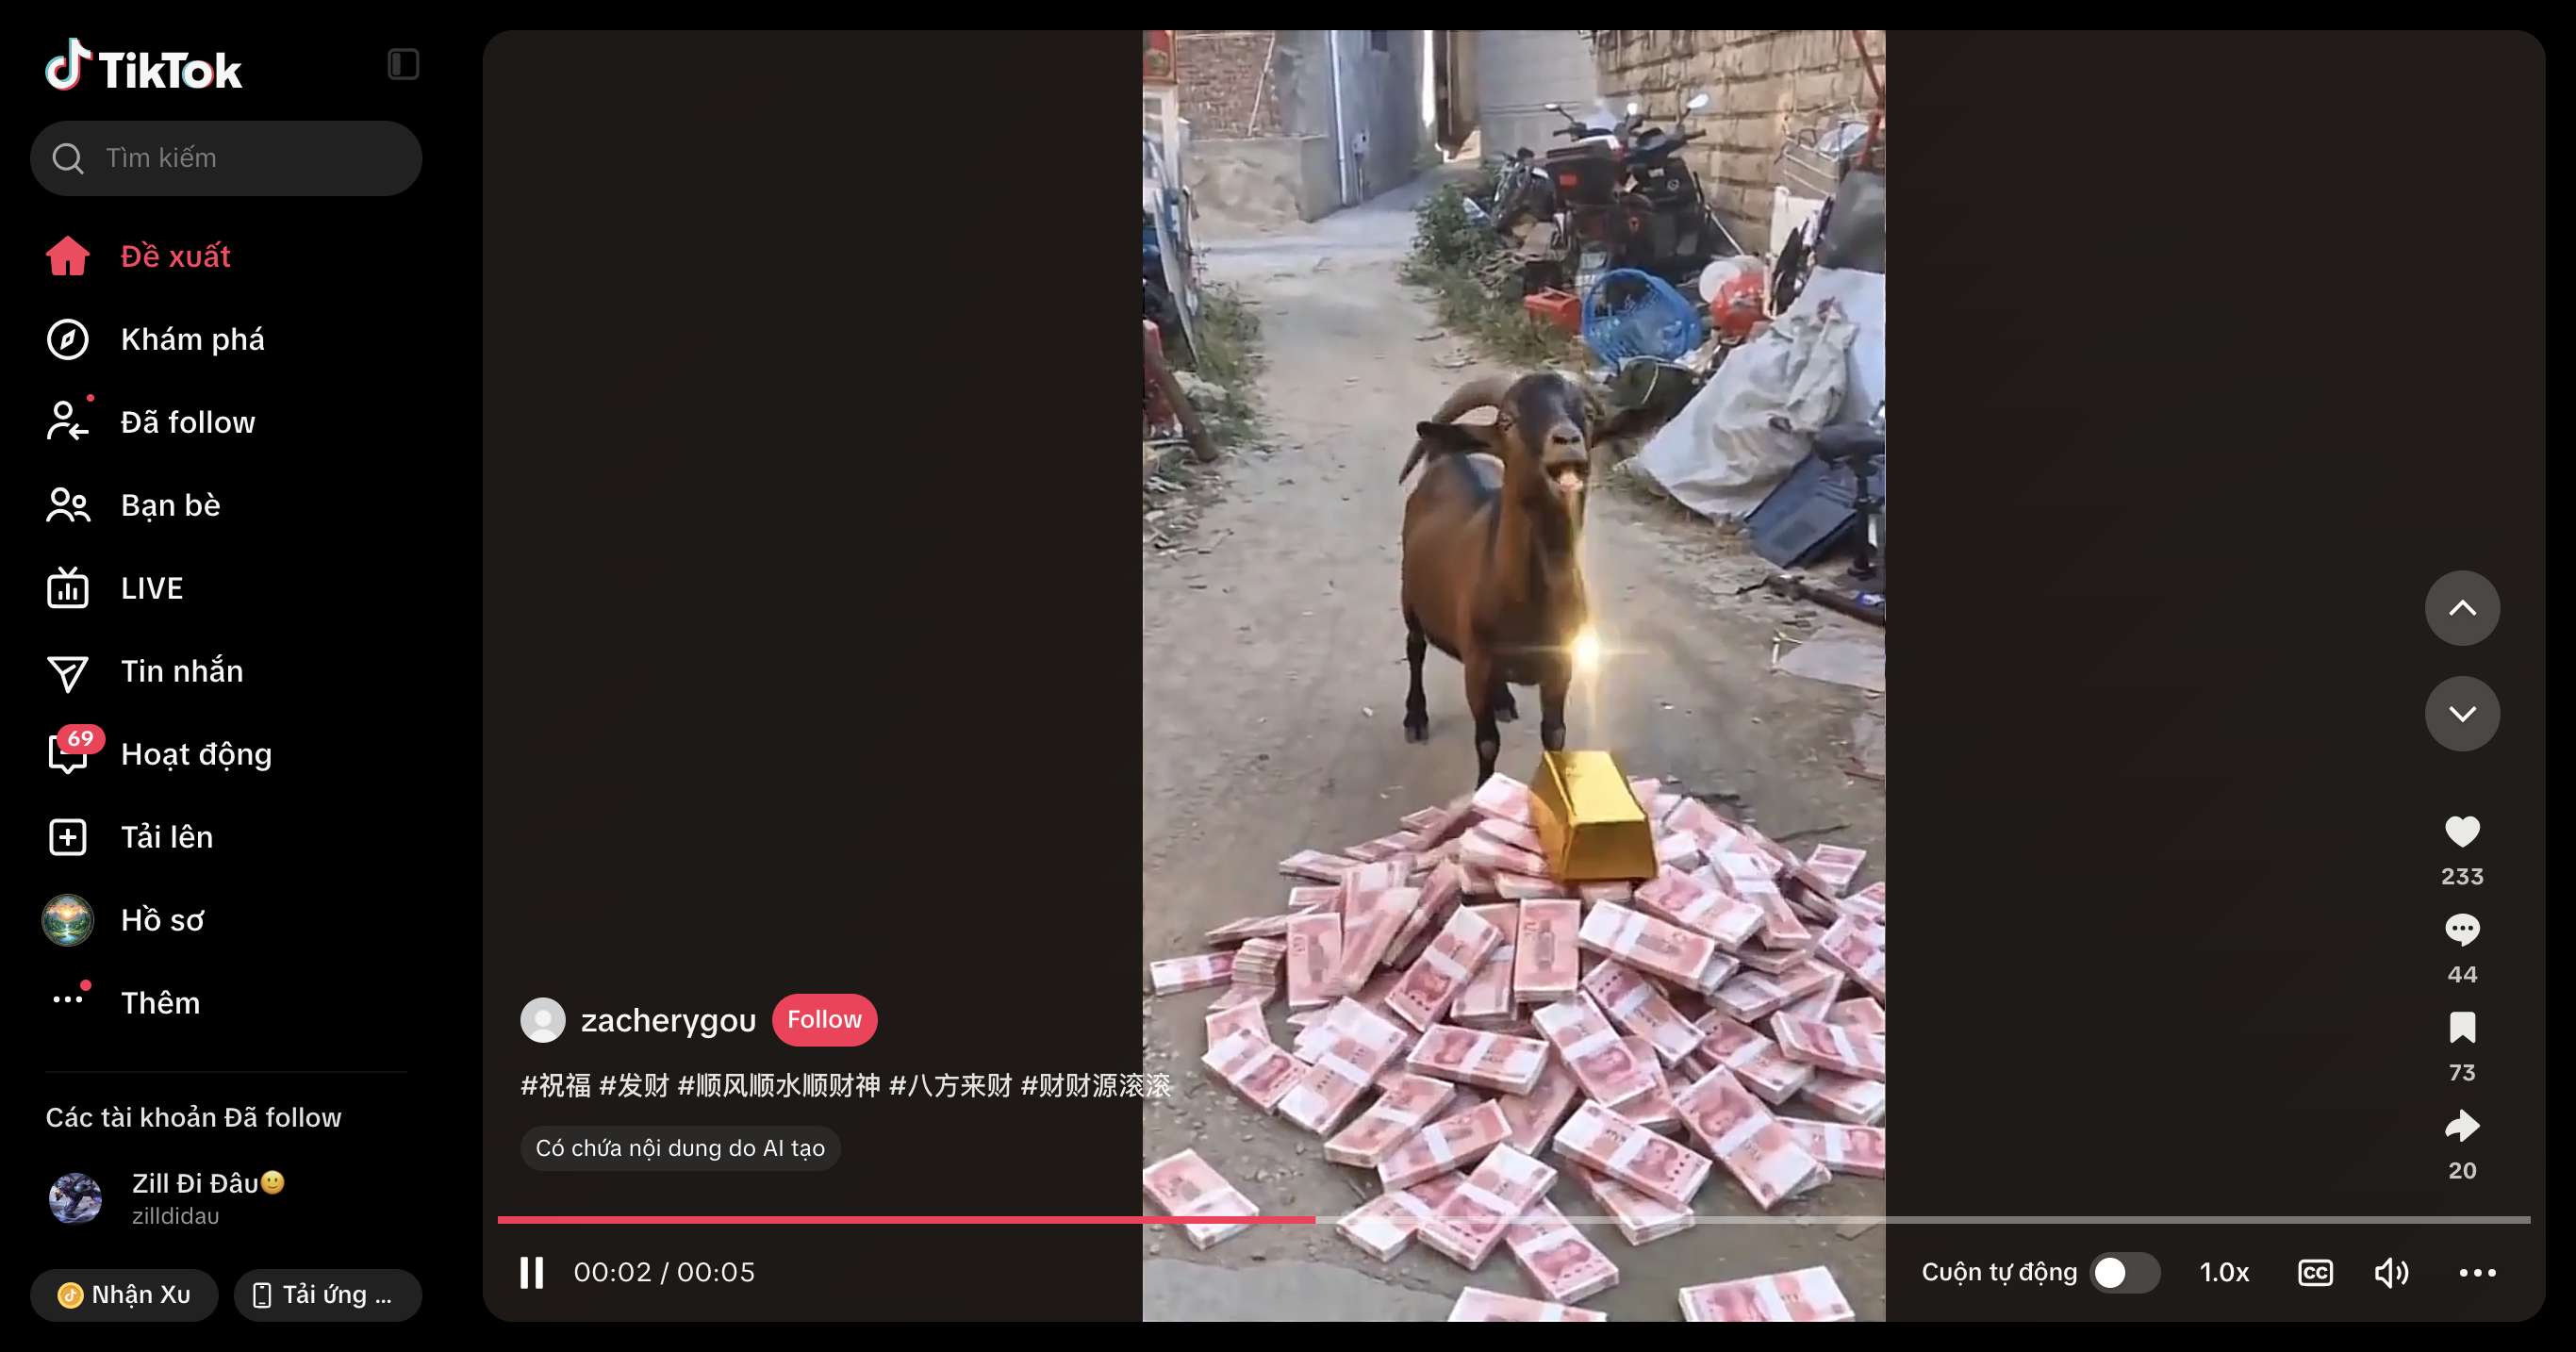 TikTok
Tìm kiếm
Đề xuất
Khám phá
Đã follow
Bạn bè
LIVE
Tin nhắn
69
Hoạt động
Tải lên
Hồ sơ
Thêm
Các tài khoản Đã follow
Zill Đi Đâu🙂
zilldidau
Nhận Xu
Tải ứng ...
zacherygou
Follow
#祝福 #发财 #顺风顺水顺财神 #八方来财 #财财源滚滚
Có chứa nội dung do AI tạo
00:02 / 00:05
233
44
73
20
Cuộn tự động
1.0x
CC